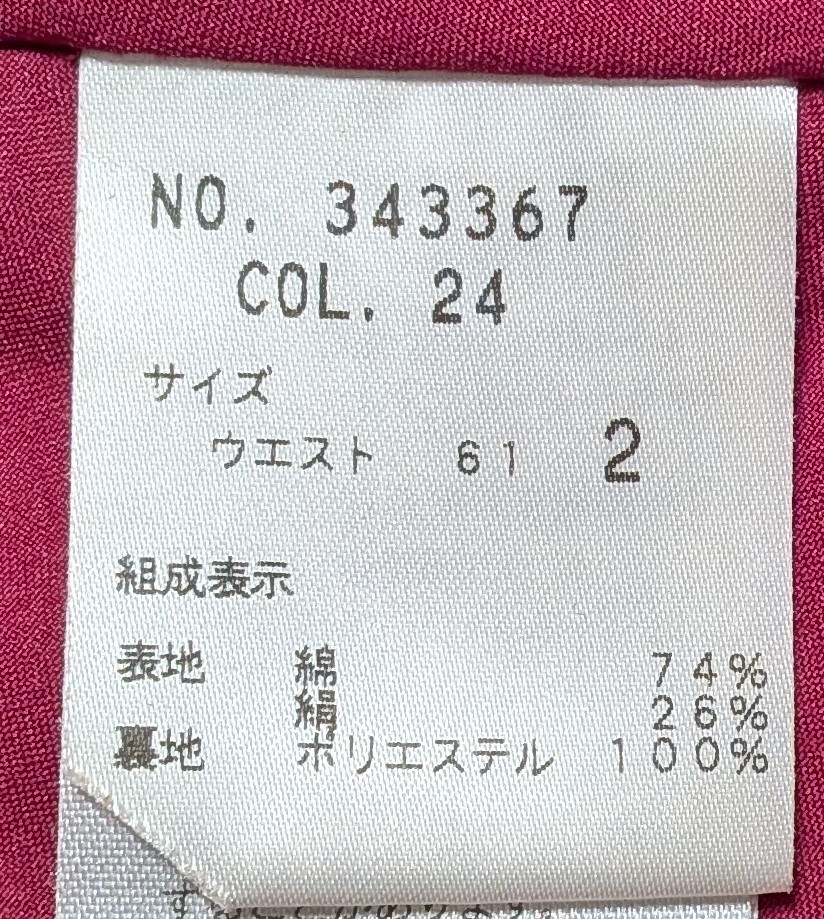 NO. 343367
COL. 24
サイズ
ウエスト 61 2
組成表示
表地 綿 74%
絹 26%
裏地 ポリエステル 100%